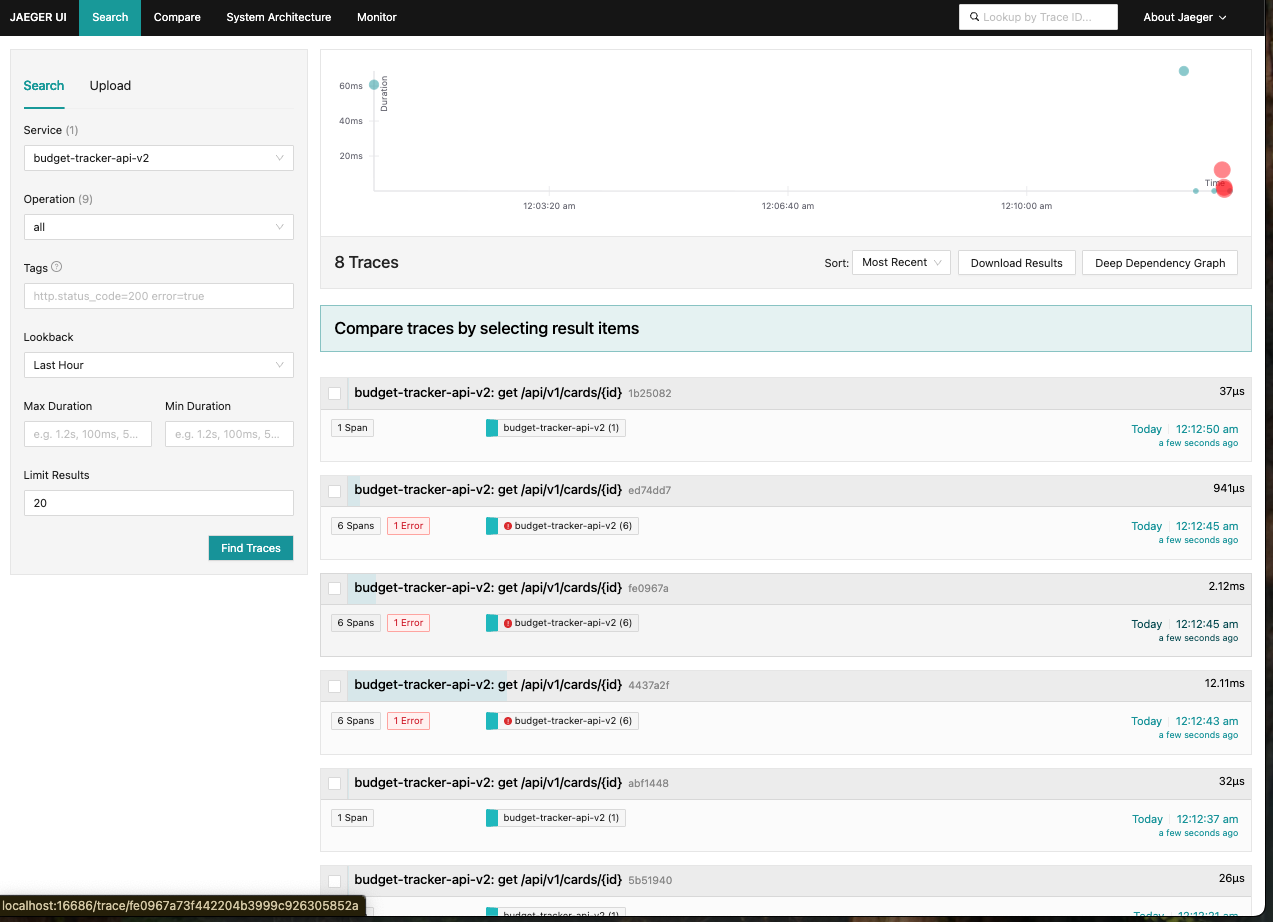 JAEGER UI Search Compare System Architecture Monitor Lookup by Trace ID... About Jaeger
Search Upload
Service (1)
budget-tracker-api-v2
Operation (9)
all
Tags
http.status_code=200 error=true
Lookback
Last Hour
Max Duration Min Duration
e.g. 1.2s, 100ms, 5... e.g. 1.2s, 100ms, 5...
Limit Results
20
Find Traces
Duration
60ms
40ms
20ms
Time
12:03:20 am 12:06:40 am 12:10:00 am
8 Traces Sort: Most Recent Download Results Deep Dependency Graph
Compare traces by selecting result items
budget-tracker-api-v2: get /api/v1/cards/{id} 1b25082 37μs
1 Span budget-tracker-api-v2 (1) Today 12:12:50 am
a few seconds ago
budget-tracker-api-v2: get /api/v1/cards/{id} ed74dd7 941μs
6 Spans 1 Error budget-tracker-api-v2 (6) Today 12:12:45 am
a few seconds ago
budget-tracker-api-v2: get /api/v1/cards/{id} fe0967a 2.12ms
6 Spans 1 Error budget-tracker-api-v2 (6) Today 12:12:45 am
a few seconds ago
budget-tracker-api-v2: get /api/v1/cards/{id} 4437a2f 12.11ms
6 Spans 1 Error budget-tracker-api-v2 (6) Today 12:12:43 am
a few seconds ago
budget-tracker-api-v2: get /api/v1/cards/{id} abf1448 32μs
1 Span budget-tracker-api-v2 (1) Today 12:12:37 am
a few seconds ago
budget-tracker-api-v2: get /api/v1/cards/{id} 5b51940 26μs
budget-tracker-api-v2 (1) Today
localhost:16686/trace/fe0967a73f442204b3999c926305852a